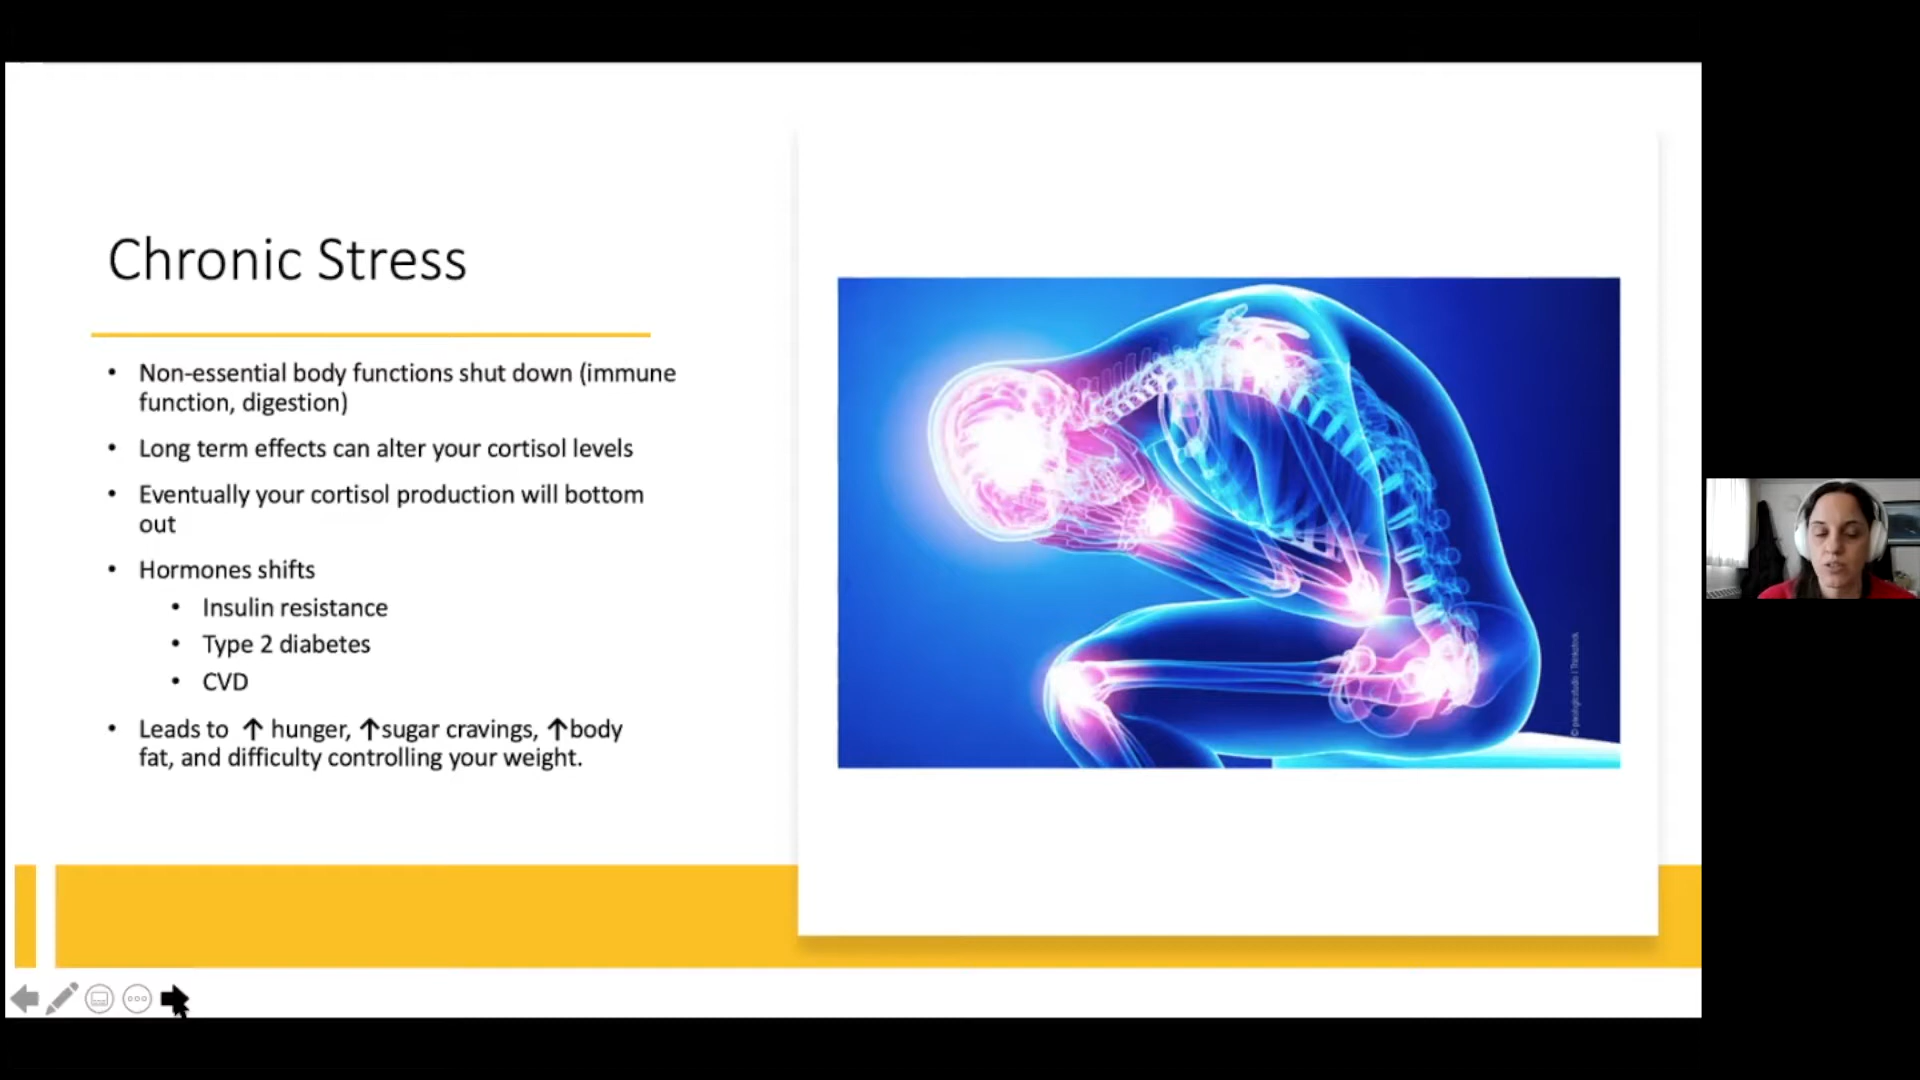 Chronic Stress
• Non-essential body functions shut down (immune
function, digestion)
• Long term effects can alter your cortisol levels
• Eventually your cortisol production will bottom
out
• Hormones shifts
• Insulin resistance
• Type 2 diabetes
• CVD
• Leads to ↑ hunger, ↑sugar cravings, ↑body
fat, and difficulty controlling your weight.